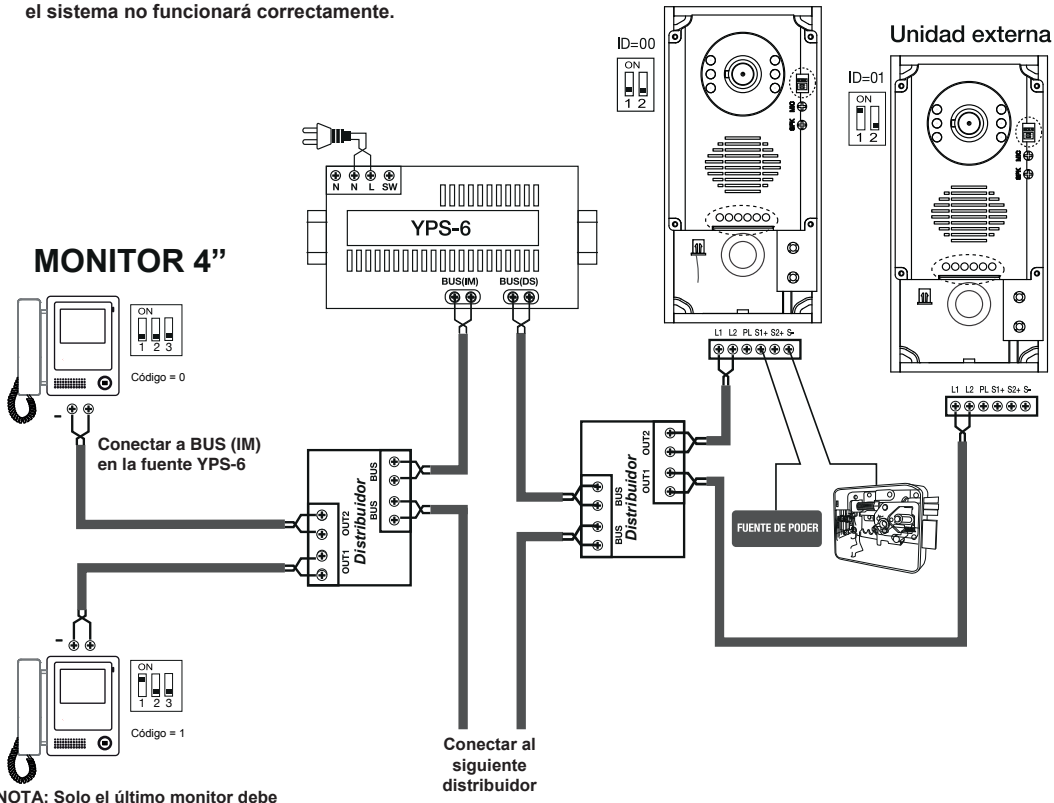 el sistema no funcionará correctamente.
Unidad externa
ID=00
ON
1 2
MIC
SPK
ID=01
ON
1 2
MIC
SPK
N N L SW
YPS-6
BUS(IM) BUS(DS)
MONITOR 4”
ON
1 2 3
Código = 0
-
Conectar a BUS (IM)
en la fuente YPS-6
L1 L2 PL S1+ S2+ S-
L1 L2 PL S1+ S2+ S-
OUT1 OUT2
Distribuidor
BUS BUS
BUS BUS
Distribuidor
OUT1 OUT2
FUENTE DE PODER
-
ON
1 2 3
Código = 1
Conectar al
siguiente
distribuidor
NOTA: Solo el último monitor debe